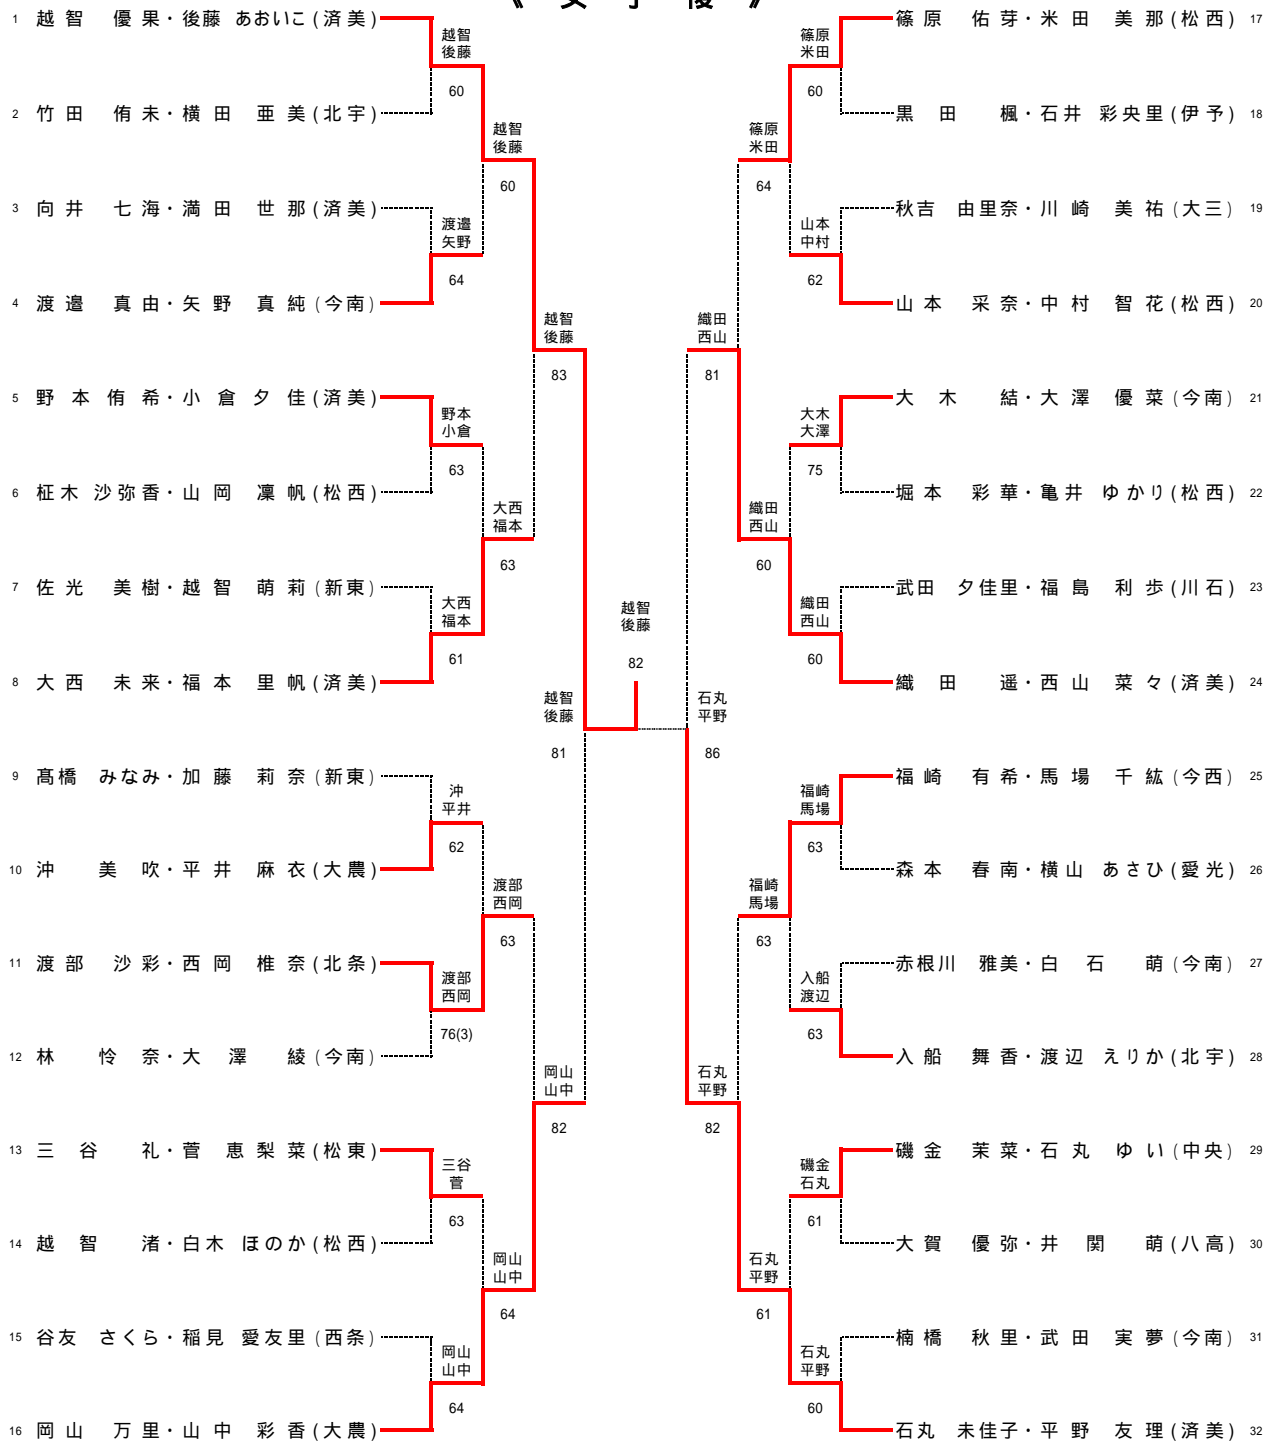 《 女 子 複 》
1 越智 優果・後藤 あおいこ(済美)
2 竹田 侑未・横田 亜美(北宇)
3 向井 七海・満田 世那(済美)
4 渡邉 真由・矢野 真純(今南)
5 野本 侑希・小倉 夕佳(済美)
6 柾木 沙弥香・山岡 凜帆(松西)
7 佐光 美樹・越智 萌莉(新東)
8 大西 未来・福本 里帆(済美)
9 髙橋 みなみ・加藤 莉奈(新東)
10 沖 美吹・平井 麻衣(大農)
11 渡部 沙彩・西岡 椎奈(北条)
12 林 怜奈・大澤 綾(今南)
13 三谷 礼・菅 恵梨菜(松東)
14 越智 渚・白木 ほのか(松西)
15 谷友 さくら・稲見 愛友里(西条)
16 岡山 万里・山中 彩香(大農)
越智
後藤
60
渡邉
矢野
64
野本
小倉
63
大西
福本
61
沖
平井
62
渡部
西岡
76(3)
三谷
菅
63
岡山
山中
64
越智
後藤
60
大西
福本
63
渡部
西岡
63
岡山
山中
64
越智
後藤
83
岡山
山中
82
越智
後藤
81
越智
後藤
82
石丸
平野
86
織田
西山
81
石丸
平野
82
篠原
米田
64
織田
西山
60
福崎
馬場
63
石丸
平野
61
篠原
米田
60
山本
中村
62
大木
大澤
75
織田
西山
60
福崎
馬場
63
入船
渡辺
63
磯金
石丸
61
石丸
平野
60
篠原 佑芽・米田 美那(松西) 17
黒田 楓・石井 彩央里(伊予) 18
秋吉 由里奈・川崎 美祐(大三) 19
山本 采奈・中村 智花(松西) 20
大木 結・大澤 優菜(今南) 21
堀本 彩華・亀井 ゆかり(松西) 22
武田 夕佳里・福島 利歩(川石) 23
織田 遥・西山 菜々(済美) 24
福崎 有希・馬場 千紘(今西) 25
森本 春南・横山 あさひ(愛光) 26
赤根川 雅美・白石 萌(今南) 27
入船 舞香・渡辺 えりか(北宇) 28
磯金 茉菜・石丸 ゆい(中央) 29
大賀 優弥・井関 萌(八高) 30
楠橋 秋里・武田 実夢(今南) 31
石丸 未佳子・平野 友理(済美) 32